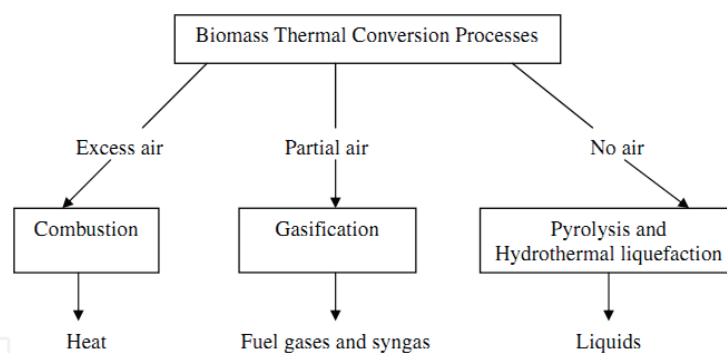 Biomass Thermal Conversion Processes
Excess air
Partial air
No air
Combustion
Gasification
Pyrolysis and
Hydrothermal liquefaction
Heat
Fuel gases and syngas
Liquids